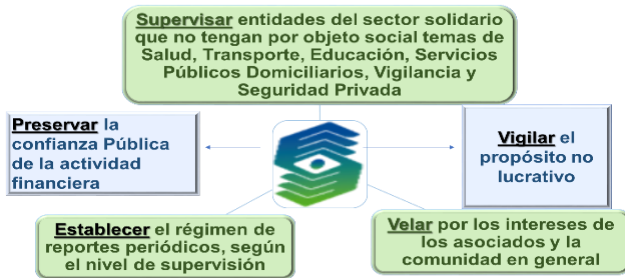 Supervisar entidades del sector solidario
que no tengan por objeto social temas de
Salud, Transporte, Educación, Servicios
Públicos Domiciliarios, Vigilancia y
Seguridad Privada
Preservar la
confianza Pública
de la actividad
financiera
Vigilar el
propósito no
lucrativo
Establecer el régimen de
reportes periódicos, según
el nivel de supervisión
Velar por los intereses de
los asociados y la
comunidad en general